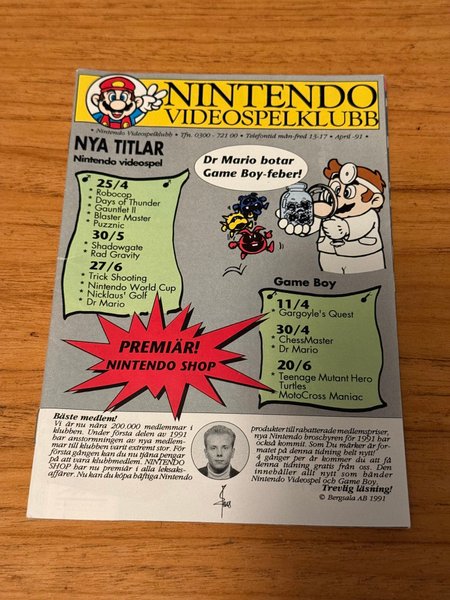 NINTENDO
VIDEOSPELKLUBB
• Nintendo Videospelklubb • Tfn. 0300 - 721 00 • Telefontid mån-fred 13-17 • April -91 •
NYA TITLAR
Nintendo videospel
25/4
* Robocop
* Days of Thunder
* Gauntlet II
* Blaster Master
* Puzznic
30/5
* Shadowgate
* Rad Gravity
27/6
* Trick Shooting
* Nintendo World Cup
* Nicklaus' Golf
* Dr Mario
Dr Mario botar
Game Boy-feber!
Game Boy
11/4
* Gargoyle's Quest
30/4
* ChessMaster
* Dr Mario
20/6
* Teenage Mutant Hero
Turtles
* MotoCross Maniac
PREMIÄR!
NINTENDO SHOP
Bäste medlem!
Vi är nu nära 200.000 medlemmar i
klubben. Under första delen av 1991
har anstormningen av nya medlem-
mar till klubben varit extremt stor. För
första gången kan du nu tjäna pengar
på att vara klubbmedlem. NINTENDO
SHOP har nu premiär i alla leksaks-
affärer. Nu kan du köpa häftiga Nintendo
produkter till rabatterade medlemspriser,
nya Nintendo broschyren för 1991 har
också kommit. Som Du märker är for-
matet på denna tidning helt nytt!
4 gånger per år kommer du att få
denna tidning gratis från oss. Den
innehåller allt nytt som händer
Nintendo Videospel och Game Boy.
Trevlig läsning!
© Bergsala AB 1991